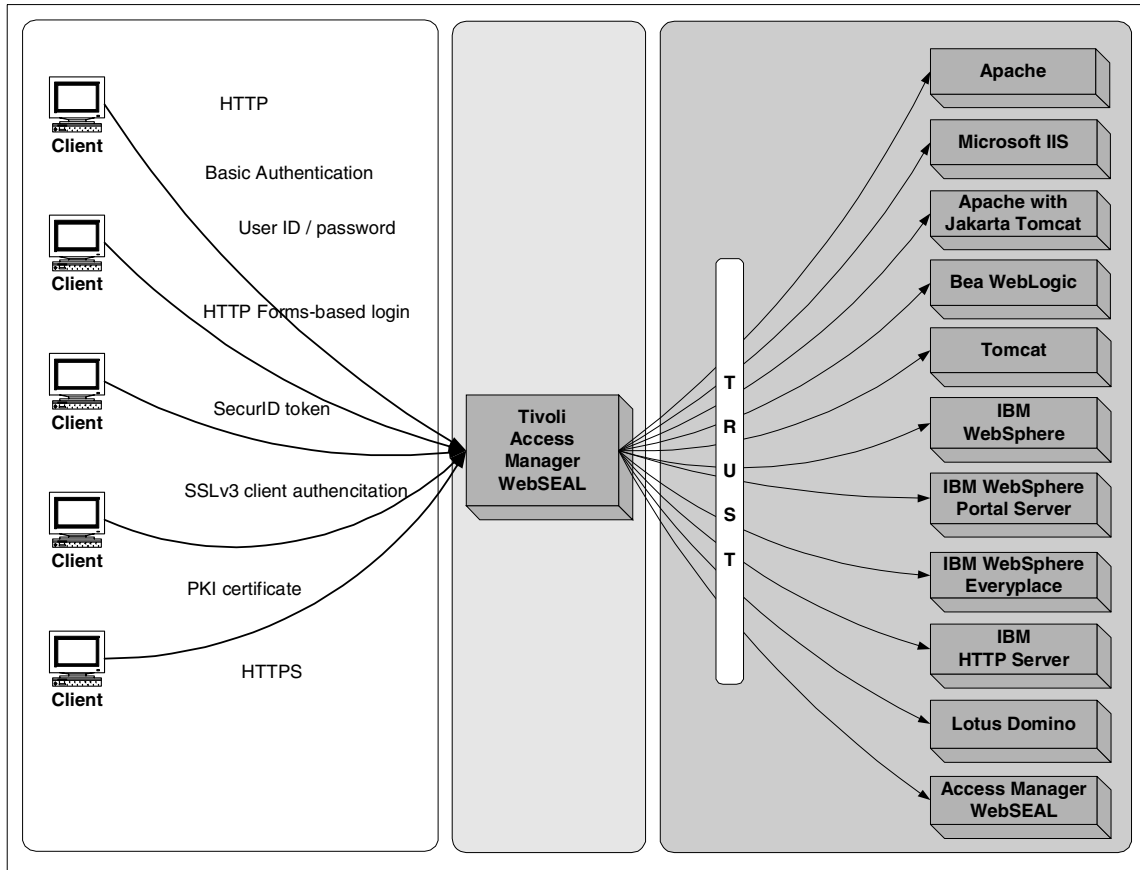 HTTP
Client
Basic Authentication
User ID / password
Client
HTTP Forms-based login
Client
SecurID token
SSLv3 client authencitation
Client
PKI certificate
HTTPS
Client
Tivoli
Access
Manager
WebSEAL
T
R
U
S
T
Apache
Microsoft IIS
Apache with
Jakarta Tomcat
Bea WebLogic
Tomcat
IBM
WebSphere
IBM WebSphere
Portal Server
IBM WebSphere
Everyplace
IBM
HTTP Server
Lotus Domino
Access Manager
WebSEAL